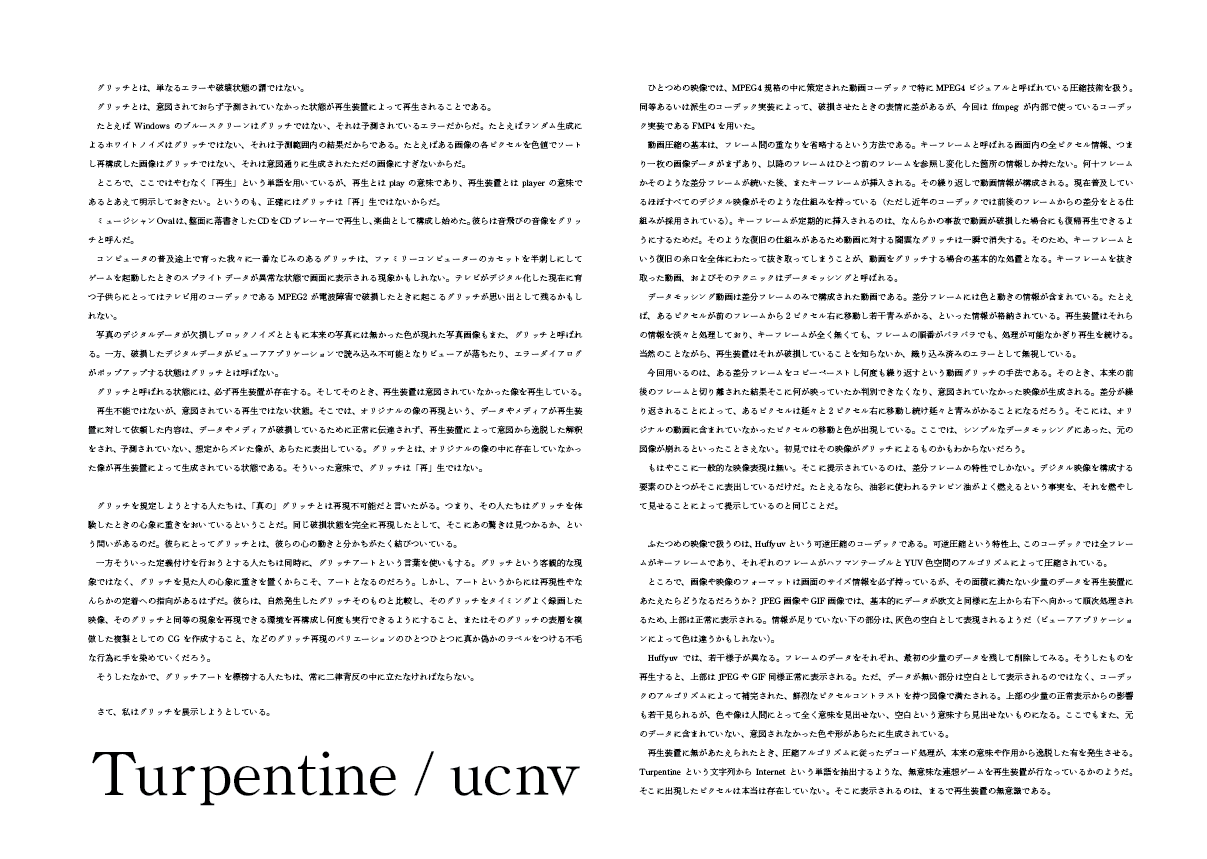 グリッチとは、単なるエラーや破壊状態の謂ではない。
グリッチとは、意図されておらず予測されていなかった状態が再生装置によって再生されることである。
たとえば Windows のブルースクリーンはグリッチではない、それは予測されているエラーだからだ。たとえばランダム生成に
よるホワイトノイズはグリッチではない、それは予測範囲内の結果だからである。たとえばある画像の各ピクセルを色値でソート
し再構成した画像はグリッチではない、それは意図通りに生成されたただの画像にすぎないからだ。
ところで、ここではやむなく「再生」という単語を用いているが、再生とは play の意味であり、再生装置とは player の意味で
あるとあえて明示しておきたい。というのも、正確にはグリッチは「再」生ではないからだ。
ミュージシャン Oval は、盤面に落書きした CD を CD プレーヤーで再生し、楽曲として構成し始めた。彼らは音飛びの音像をグリッ
チと呼んだ。
コンピュータの普及途上で育った我々に一番なじみのあるグリッチは、ファミリーコンピューターのカセットを半刺しにして
ゲームを起動したときのスプライトデータが異常な状態で画面に表示される現象かもしれない。テレビがデジタル化した現在に育
つ子供らにとってはテレビ用のコーデックである MPEG2 が電波障害で破損したときに起こるグリッチが思い出として残るかもし
れない。
写真のデジタルデータが欠損しブロックノイズとともに本来の写真には無かった色が現れた写真画像もまた、グリッチと呼ばれ
る。一方、破損したデジタルデータがビューアアプリケーションで読み込み不可能となりビューアが落ちたり、エラーダイアログ
がポップアップする状態はグリッチとは呼ばない。
グリッチと呼ばれる状態には、必ず再生装置が存在する。そしてそのとき、再生装置は意図されていなかった像を再生している。
再生不能ではないが、意図されている再生ではない状態。そこでは、オリジナルの像の再現という、データやメディアが再生装
置に対して依頼した内容は、データやメディアが破損しているために正常に伝達されず、再生装置によって意図から逸脱した解釈
をされ、予測されていない、想定からズレた像が、あらたに表出している。グリッチとは、オリジナルの像の中に存在していなかっ
た像が再生装置によって生成されている状態である。そういった意味で、グリッチは「再」生ではない。
グリッチを規定しようとする人たちは、「真の」グリッチとは再現不可能だと言いたがる。つまり、その人たちはグリッチを体
験したときの心象に重きをおいているということだ。同じ破損状態を完全に再現したとして、そこにあの驚きは見つかるか、とい
う問いがあるのだ。彼らにとってグリッチとは、彼らの心の動きと分かちがたく結びついている。
一方そういった定義付けを行おうとする人たちは同時に、グリッチアートという言葉を使いもする。グリッチという客観的な現
象ではなく、グリッチを見た人の心象に重きを置くからこそ、アートとなるのだろう。しかし、アートというからには再現性やな
んらかの定着への指向があるはずだ。彼らは、自然発生したグリッチそのものと比較し、そのグリッチをタイミングよく録画した
映像、そのグリッチと同等の現象を再現できる環境を再構成し何度も実行できるようにすること、またはそのグリッチの表層を模
倣した複製としての CG を作成すること、などのグリッチ再現のバリエーションのひとつひとつに真か偽かのラベルをつける不毛
な行為に手を染めていくだろう。
そうしたなかで、グリッチアートを標榜する人たちは、常に二律背反の中に立たなければならない。
さて、私はグリッチを展示しようとしている。
Turpentine / ucnv
ひとつめの映像では、MPEG4 規格の中に策定された動画コーデックで特に MPEG4 ビジュアルと呼ばれている圧縮技術を扱う。
同等あるいは派生のコーデック実装によって、破損させたときの表情に差があるが、今回は ffmpeg が内部で使っているコーデッ
ク実装である FMP4 を用いた。
動画圧縮の基本は、フレーム間の重なりを省略するという方法である。キーフレームと呼ばれる画面内の全ピクセル情報、つま
り一枚の画像データがまずあり、以降のフレームはひとつ前のフレームを参照し変化した箇所の情報しか持たない。何十フレーム
かそのような差分フレームが続いた後、またキーフレームが挿入される。その繰り返しで動画情報が構成される。現在普及してい
るほぼすべてのデジタル映像がそのような仕組みを持っている（ただし近年のコーデックでは前後のフレームからの差分をとる仕
組みが採用されている）。キーフレームが定期的に挿入されるのは、なんらかの事故で動画が破損した場合にも復帰再生できるよ
うにするためだ。そのような復旧の仕組みがあるため動画に対する闇雲なグリッチは一瞬で消失する。そのため、キーフレームと
いう復旧の糸口を全体にわたって抜き取ってしまうことが、動画をグリッチする場合の基本的な処置となる。キーフレームを抜き
取った動画、およびそのテクニックはデータモッシングと呼ばれる。
データモッシング動画は差分フレームのみで構成された動画である。差分フレームには色と動きの情報が含まれている。たとえ
ば、あるピクセルが前のフレームから２ピクセル右に移動し若干青みがかる、といった情報が格納されている。再生装置はそれら
の情報を淡々と処理しており、キーフレームが全く無くても、フレームの順番がバラバラでも、処理が可能なかぎり再生を続ける。
当然のことながら、再生装置はそれが破損していることを知らないか、織り込み済みのエラーとして無視している。
今回用いるのは、ある差分フレームをコピーペーストし何度も繰り返すという動画グリッチの手法である。そのとき、本来の前
後のフレームと切り離された結果そこに何が映っていたか判別できなくなり、意図されていなかった映像が生成される。差分が繰
り返されることによって、あるピクセルは延々と２ピクセル右に移動し続け延々と青みがかることになるだろう。そこには、オリ
ジナルの動画に含まれていなかったピクセルの移動と色が出現している。ここでは、シンプルなデータモッシングにあった、元の
図像が崩れるといったことさえない。初見ではその映像がグリッチによるものかもわからないだろう。
もはやここに一般的な映像表現は無い。そこに提示されているのは、差分フレームの特性でしかない。デジタル映像を構成する
要素のひとつがそこに表出しているだけだ。たとえるなら、油彩に使われるテレピン油がよく燃えるという事実を、それを燃やし
て見せることによって提示しているのと同じことだ。
ふたつめの映像で扱うのは、Huffyuv という可逆圧縮のコーデックである。可逆圧縮という特性上、このコーデックでは全フレー
ムがキーフレームであり、それぞれのフレームがハフマンテーブルと YUV 色空間のアルゴリズムによって圧縮されている。
ところで、画像や映像のフォーマットは画面のサイズ情報を必ず持っているが、その面積に満たない少量のデータを再生装置に
あたえたらどうなるだろうか？ JPEG 画像や GIF 画像では、基本的にデータが欧文と同様に左上から右下へ向かって順次処理され
るため、上部は正常に表示される。情報が足りていない下の部分は、灰色の空白として表現されるようだ（ビューアアプリケーショ
ンによって色は違うかもしれない）。
Huffyuv では、若干様子が異なる。フレームのデータをそれぞれ、最初の少量のデータを残して削除してみる。そうしたものを
再生すると、上部は JPEG や GIF 同様正常に表示される。ただ、データが無い部分は空白として表示されるのではなく、コーデッ
クのアルゴリズムによって補完された、鮮烈なピクセルコントラストを持つ図像で満たされる。上部の少量の正常表示からの影響
も若干見られるが、色や像は人間にとって全く意味を見出せない、空白という意味すら見出せないものになる。ここでもまた、元
のデータに含まれていない、意図されなかった色や形があらたに生成されている。
再生装置に無があたえられたとき、圧縮アルゴリズムに従ったデコード処理が、本来の意味や作用から逸脱した有を発生させる。
Turpentine という文字列から Internet という単語を抽出するような、無意味な連想ゲームを再生装置が行なっているかのようだ。
そこに出現したピクセルは本当は存在していない。そこに表示されるのは、まるで再生装置の無意識である。